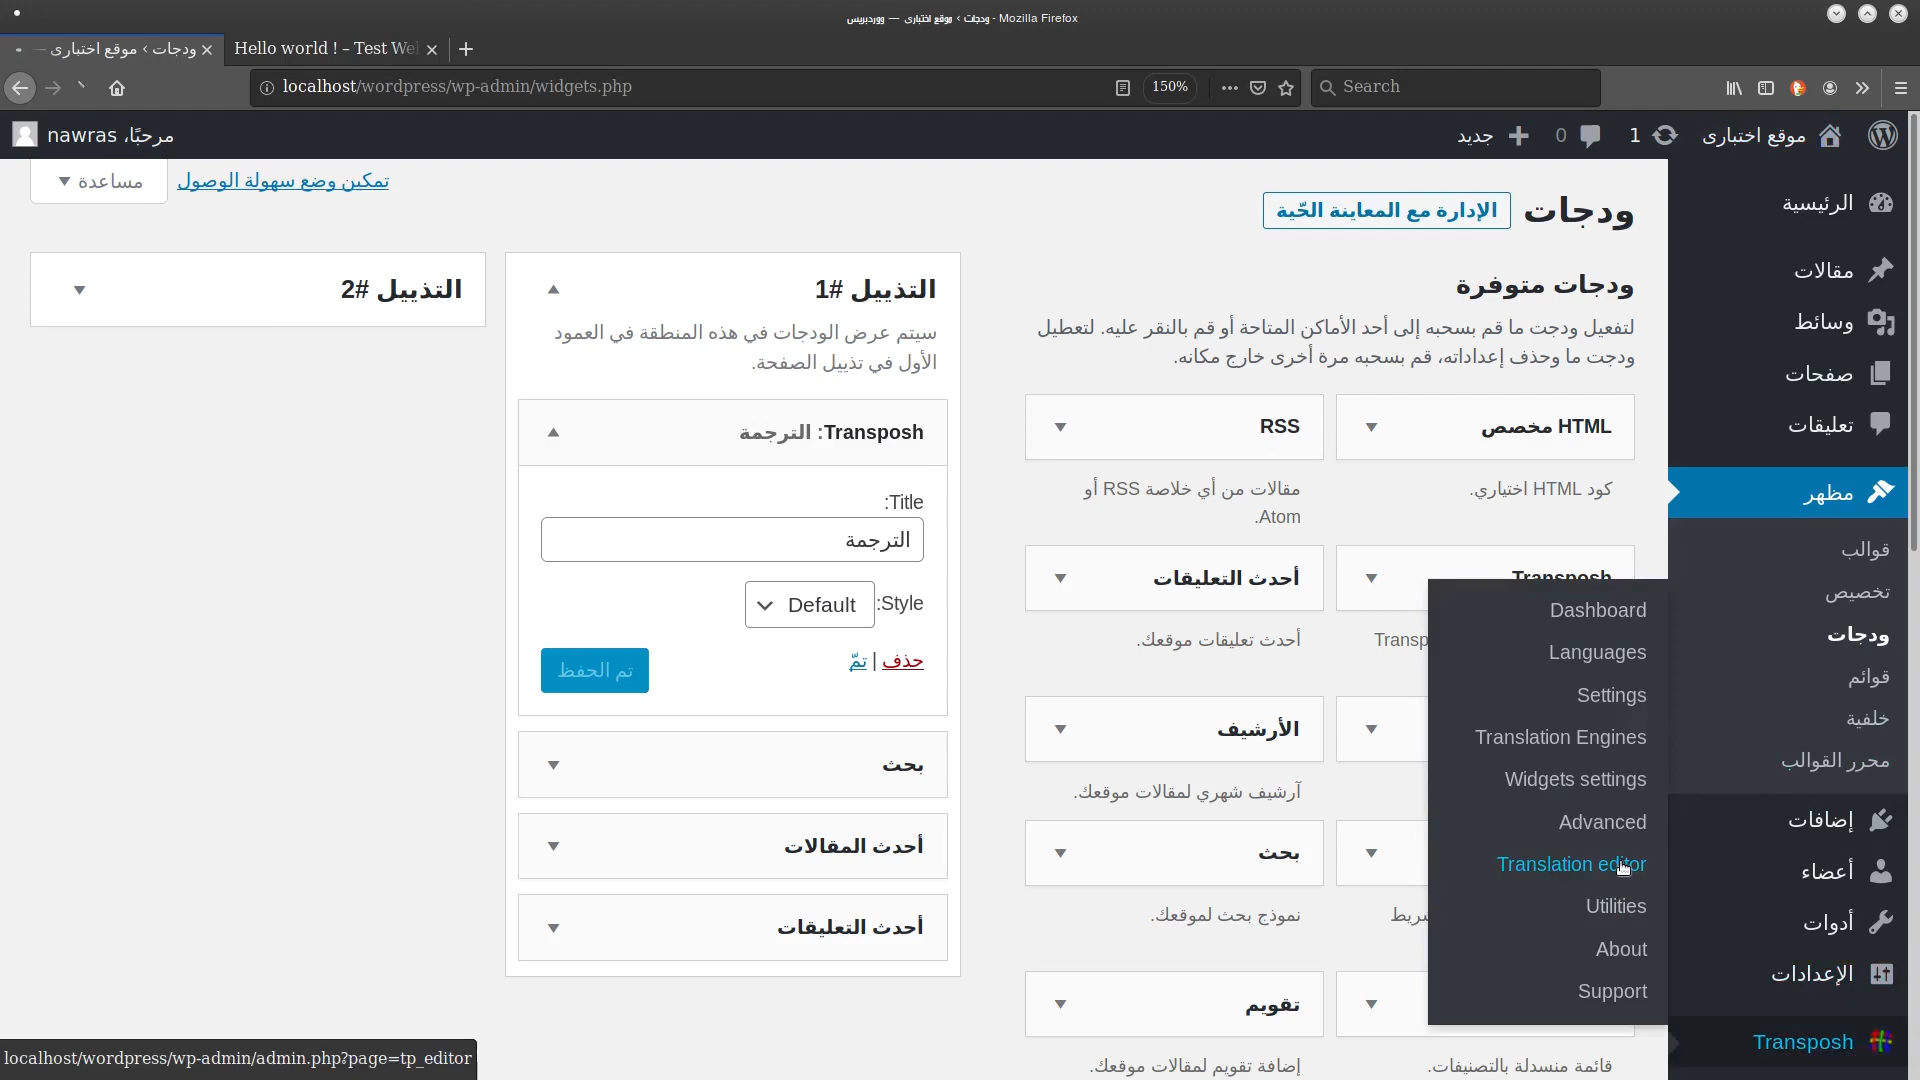 ودجات ‹ موقع اختبارى — ووردبريس - Mozilla Firefox
ودجات ‹ موقع اختبارى —
Hello world ! – Test We
localhost/wordpress/wp-admin/widgets.php
150%
Search
موقع اختبارى
1
0
جديد
مرحبًا، nawras
تمكين وضع سهولة الوصول
مساعدة
ودجات
الإدارة مع المعاينة الحّية
ودجات متوفرة
لتفعيل ودجت ما قم بسحبه إلى أحد الأماكن المتاحة أو قم بالنقر عليه. لتعطيل
ودجت ما وحذف إعداداته، قم بسحبه مرة أخرى خارج مكانه.
HTML مخصص
كود HTML اختياري.
RSS
مقالات من أي خلاصة RSS أو
Atom.
Transposh
Transp
أحدث التعليقات
أحدث تعليقات موقعك.
الأرشيف
آرشيف شهري لمقالات موقعك.
بحث
نموذج بحث لموقعك.
شريط
تقويم
إضافة تقويم لمقالات موقعك.
قائمة منسدلة بالتصنيفات.
التذييل #1
سيتم عرض الودجات في هذه المنطقة في العمود
الأول في تذييل الصفحة.
Transposh: الترجمة
Title:
الترجمة
Style:
Default
حذف | تمّ
تم الحفظ
بحث
أحدث المقالات
أحدث التعليقات
التذييل #2
الرئيسية
مقالات
وسائط
صفحات
تعليقات
مظهر
قوالب
تخصيص
ودجات
قوائم
خلفية
محرر القوالب
إضافات
أعضاء
أدوات
الإعدادات
Transposh
Dashboard
Languages
Settings
Translation Engines
Widgets settings
Advanced
Translation editor
Utilities
About
Support
localhost/wordpress/wp-admin/admin.php?page=tp_editor